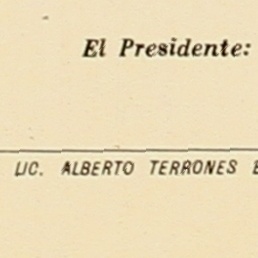 El Presidente:
LIC. ALBERTO TERRONES